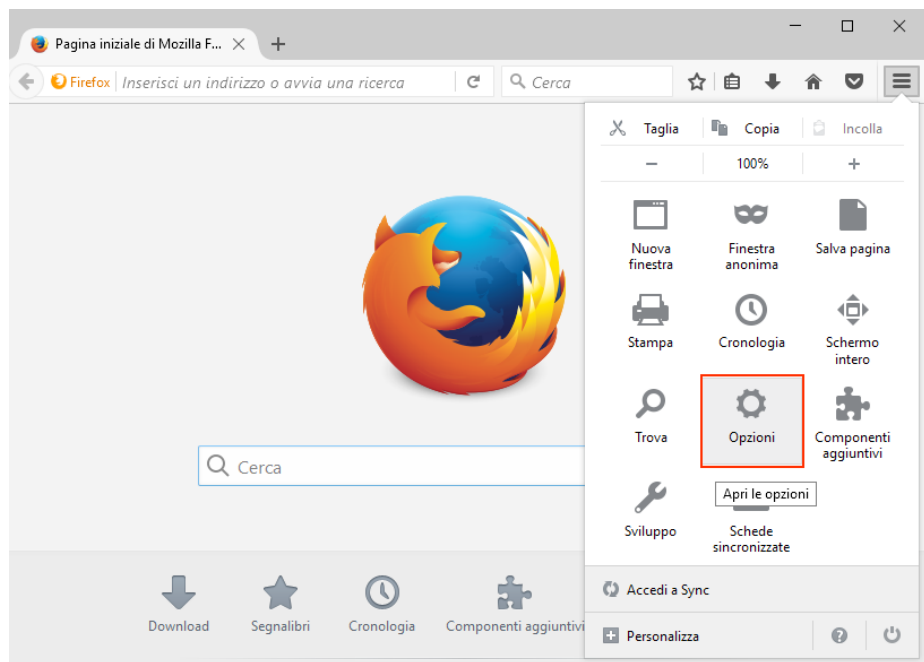 Pagina iniziale di Mozilla F...
Firefox Inserisci un indirizzo o avvia una ricerca Cerca
Taglia Copia Incolla
100%
Nuova finestra
Finestra anonima
Salva pagina
Stampa
Cronologia
Schermo intero
Trova
Opzioni
Componenti aggiuntivi
Apri le opzioni
Sviluppo
Schede sincronizzate
Accedi a Sync
Personalizza
Cerca
Download Segnalibri Cronologia Componenti aggiuntivi